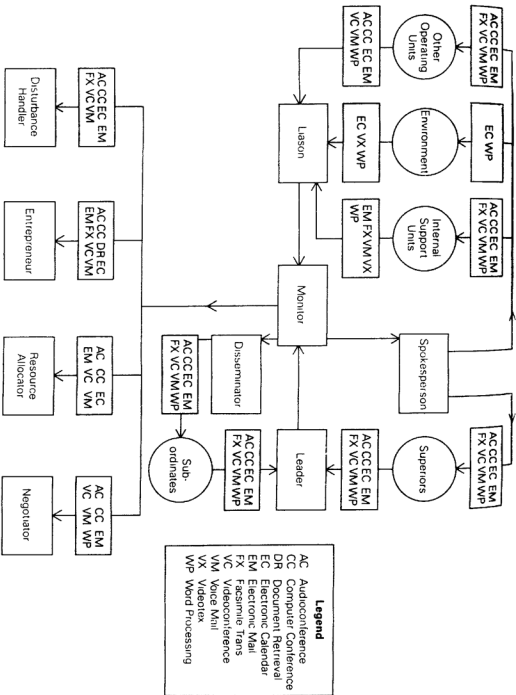 AC CC EC EM
FX VC VM WP
EC WP
AC CC EC EM
FX VC VM WP
AC CC EC EM
FX VC VM WP
Other
Operating
Units
Environment
Internal
Support
Units
Spokesperson
Superiors
AC CC EC EM
VC VM WP
EC VX WP
EM FX VM VX
WP
AC CC EC EM
FX VC VM WP
Liason
Monitor
Leader
Disseminator
AC CC EC EM
FX VC VM WP
AC CC EC EM
FX VC VM WP
Sub-
ordinates
AC CC EC EM
FX VC VM
AC CC DR EC
EM FX VC VM
AC CC EC
EM VC VM
AC CC EM
VC VM WP
Disturbance
Handler
Entrepreneur
Resource
Allocator
Negotiator
Legend
AC Audioconference
CC Computer Conference
DR Document Retrieval
EC Electronic Calendar
EM Electronic Mail
FX Facsimile Trans
VC Videoconference
VM Voice Mail
VX Videotex
WP Word Processing